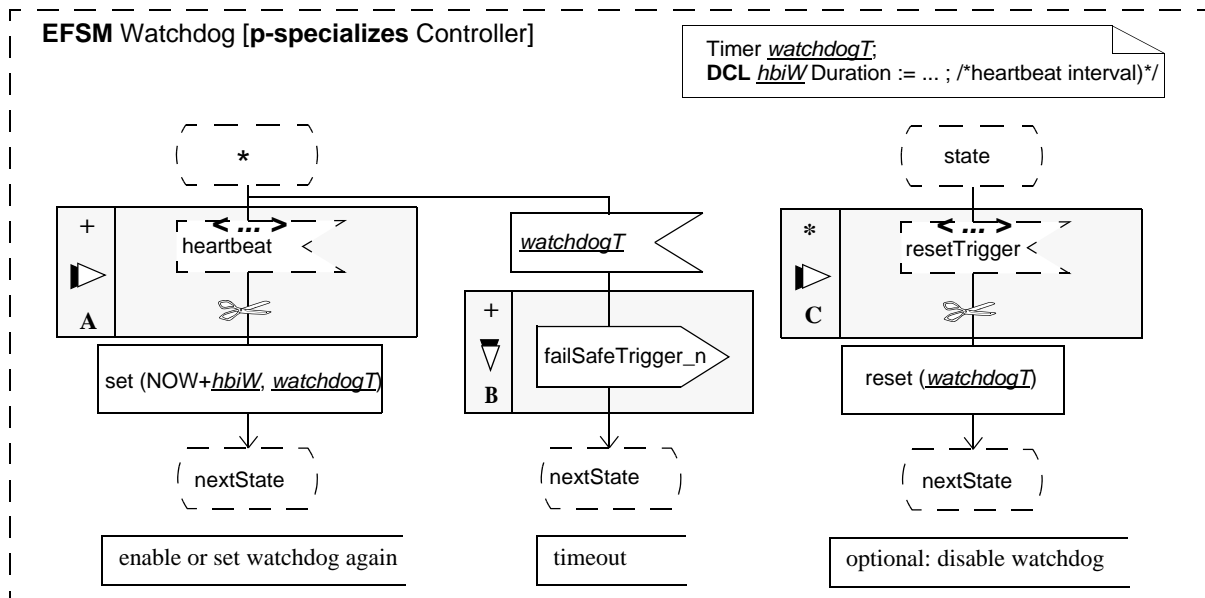 EFSM Watchdog [p-specializes Controller]
Timer watchdogT;
DCL hbiW Duration := ... ; /*heartbeat interval)*/
*
state
+
< ... >
heartbeat
A
watchdogT
+
failSafeTrigger_n
B
*
< ... >
resetTrigger
C
set (NOW+hbiW, watchdogT)
reset (watchdogT)
nextState
nextState
nextState
enable or set watchdog again
timeout
optional: disable watchdog